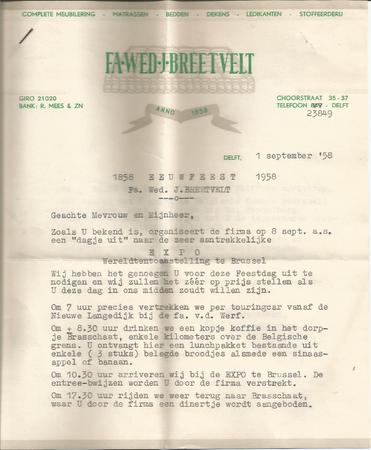 COMPLETE MEUBILERING - MATRASSEN - BEDDEN - DEKENS - LEDIKANTEN - STOFFEERDERIJ
FA·WED·J·BREETVELT
GIRO 21020
BANK: R. MEES & ZN
ANNO 1858
CHOORSTRAAT 35-37
TELEFOON - DELFT
23849
DELFT, 1 september '58
1858 EEUWFEEST 1958
Fa. Wed. J.BREETVELT
---o---
Geachte Mevrouw en Mijnheer,
Zoals U bekend is, organiseert de firma op 8 sept. a.s.
een "dagje uit" naar de zeer aantrekkelijke
E X P O
Wereldtentoonstelling te Brussel
Wij hebben het genoegen U voor deze Feestdag uit te
nodigen en wij zullen het zéér op prijs stellen als
U deze dag in ons midden zoudt willen zijn.
Om 7 uur precies vertrekken we per touringcar vanaf de
Nieuwe Langedijk bij de fa. v.d. Werf.
Om + 8.30 uur drinken we een kopje koffie in het dorp-
je Brasschaat, enkele kilometers over de Belgische
grens. U ontvangt hier een lunchpakket bestaande uit
enkele ( 3 stuks) belegde broodjes alsmede een sinaas-
appel of banaan.
Om 10.30 uur arriveren wij bij de EXPO te Brussel. De
entree-bwijzen worden U door de firma verstrekt.
Om 17.30 uur rijden we weer terug naar Brasschaat,
waar U door de firma een dinertje wordt aangeboden.